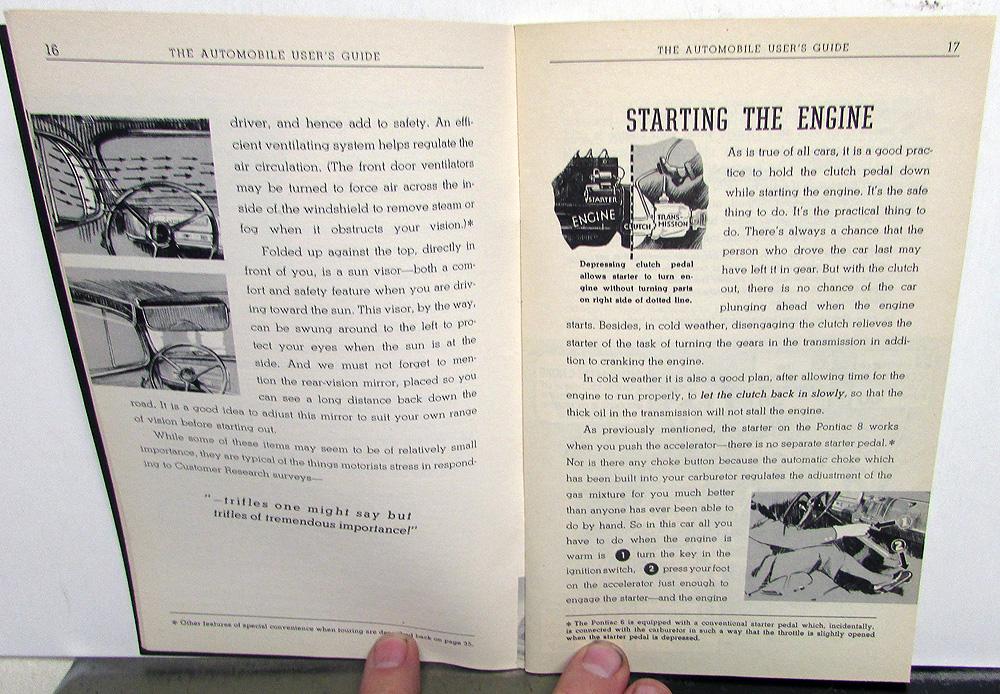 16
THE AUTOMOBILE USER'S GUIDE
driver, and hence add to safety. An effi-
cient ventilating system helps regulate the
air circulation. (The front door ventilators
may be turned to force air across the in-
side of the windshield to remove steam or
fog when it obstructs your vision.)*
Folded up against the top, directly in
front of you, is a sun visor—both a com-
fort and safety feature when you are driv-
ing toward the sun. This visor, by the way,
can be swung around to the left to pro-
tect your eyes when the sun is at the
side. And we must not forget to men-
tion the rear-vision mirror, placed so you
can see a long distance back down the
road. It is a good idea to adjust this mirror to suit your own range
of vision before starting out.
While some of these items may seem to be of relatively small
importance, they are typical of the things motorists stress in respond-
ing to Customer Research surveys—
"—trifles one might say but
trifles of tremendous importance!"
* Other features of special convenience when touring are back on page 35.
THE AUTOMOBILE USER'S GUIDE
17
STARTING THE ENGINE
STARTER
ENGINE
CLUTCH
TRANS-
MISSION
Depressing clutch pedal
allows starter to turn en-
gine without turning parts
on right side of dotted line.
As is true of all cars, it is a good prac-
tice to hold the clutch pedal down
while starting the engine. It's the safe
thing to do. It's the practical thing to
do. There's always a chance that the
person who drove the car last may
have left it in gear. But with the clutch
out, there is no chance of the car
plunging ahead when the engine
starts. Besides, in cold weather, disengaging the clutch relieves the
starter of the task of turning the gears in the transmission in addi-
tion to cranking the engine.
In cold weather it is also a good plan, after allowing time for the
engine to run properly, to let the clutch back in slowly, so that the
thick oil in the transmission will not stall the engine.
As previously mentioned, the starter on the Pontiac 8 works
when you push the accelerator—there is no separate starter pedal.*
Nor is there any choke button because the automatic choke which
has been built into your carburetor regulates the adjustment of the
gas mixture for you much better
than anyone has ever been able to
do by hand. So in this car all you
have to do when the engine is
warm is 1 turn the key in the
ignition switch, 2 press your foot
on the accelerator just enough to
engage the starter—and the engine
1
2
* The Pontiac 6 is equipped with a conventional starter pedal which, incidentally,
is connected with the carburetor in such a way that the throttle is slightly opened
when the starter pedal is depressed.